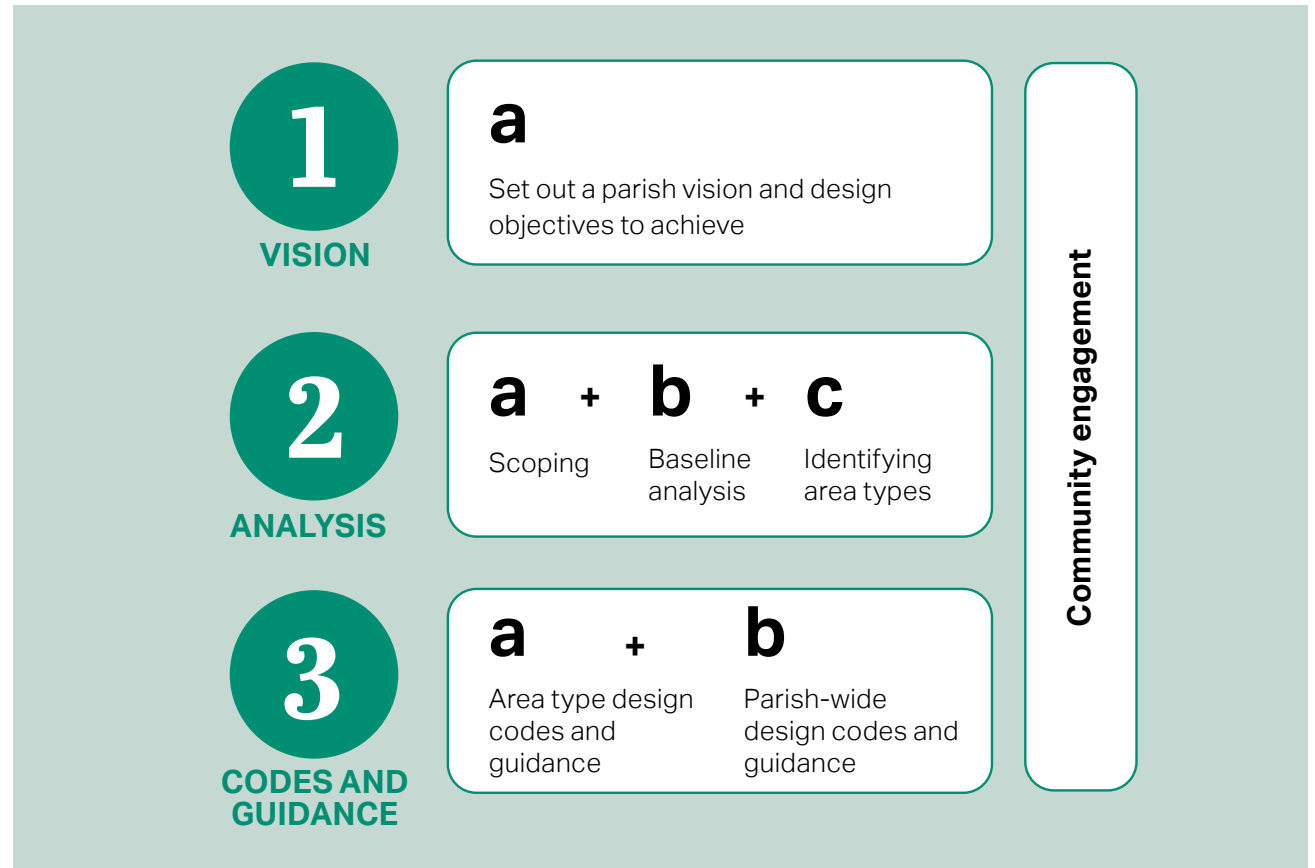 1
VISION
a
Set out a parish vision and design
objectives to achieve
2
ANALYSIS
a + b + c
Scoping
Baseline
analysis
Identifying
area types
3
CODES AND
GUIDANCE
a + b
Area type design
codes and
guidance
Parish-wide
design codes and
guidance
Community engagement